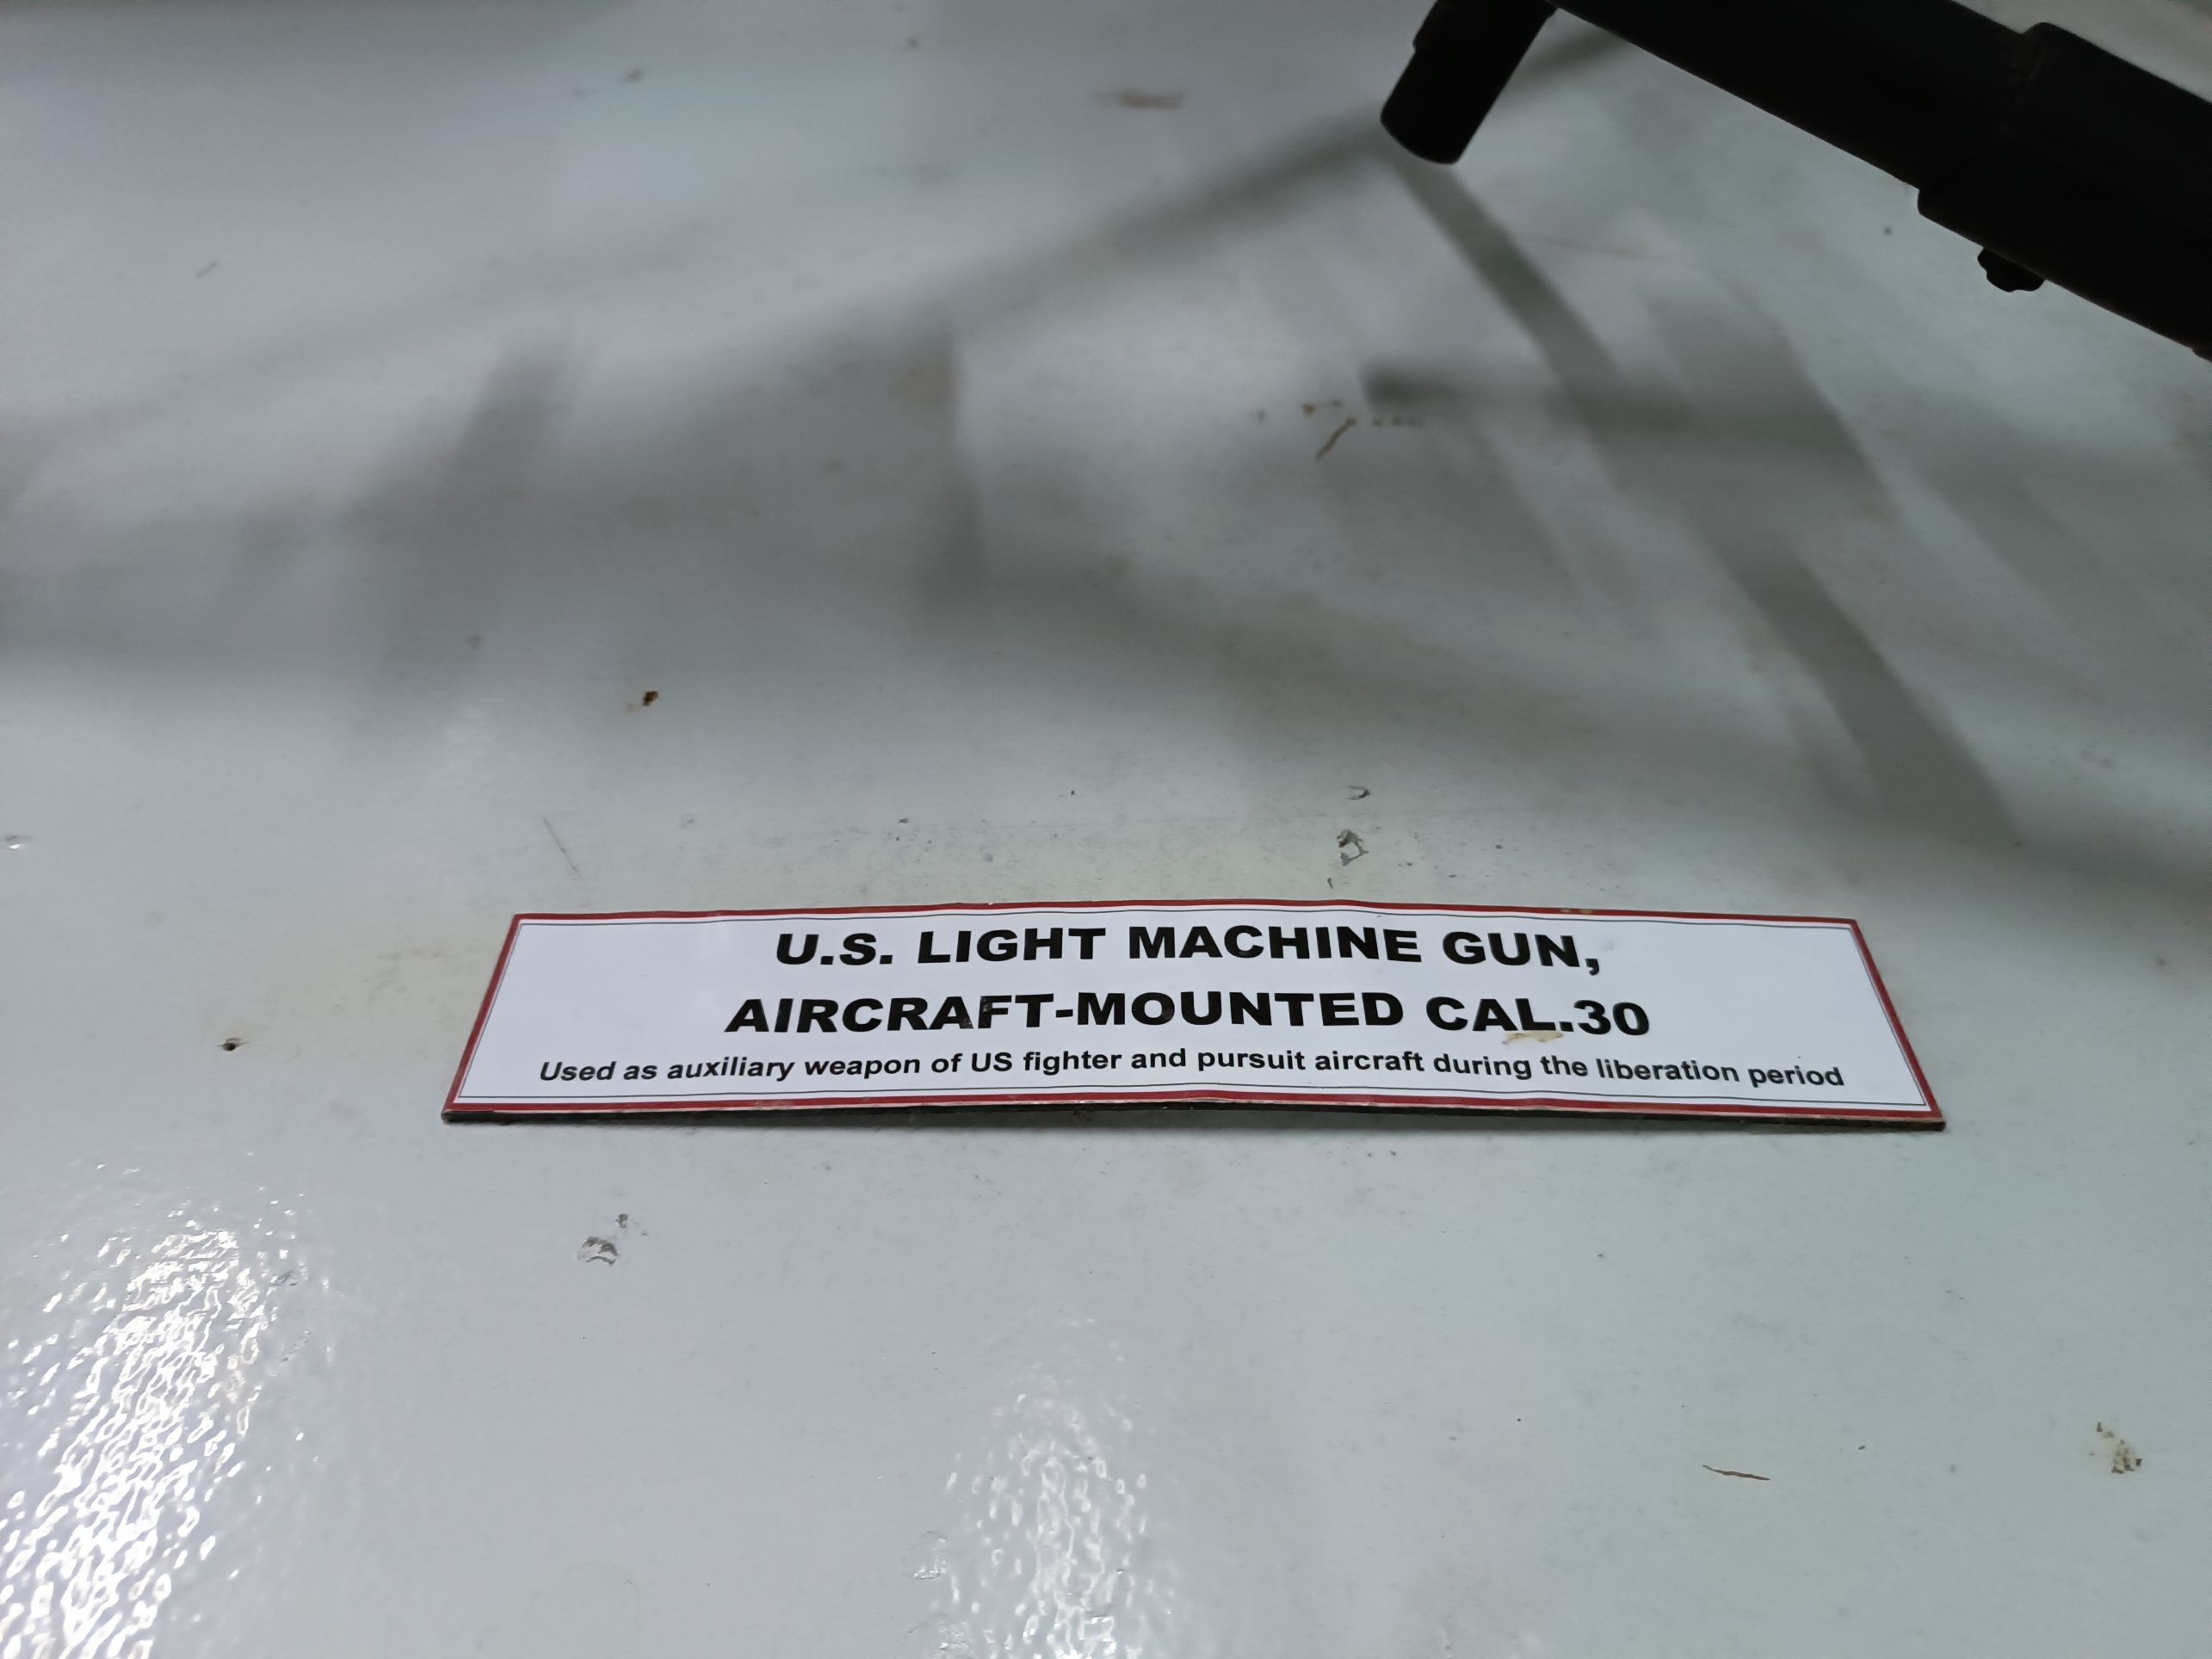 U.S. LIGHT MACHINE GUN,
AIRCRAFT-MOUNTED CAL.30
Used as auxiliary weapon of US fighter and pursuit aircraft during the liberation period